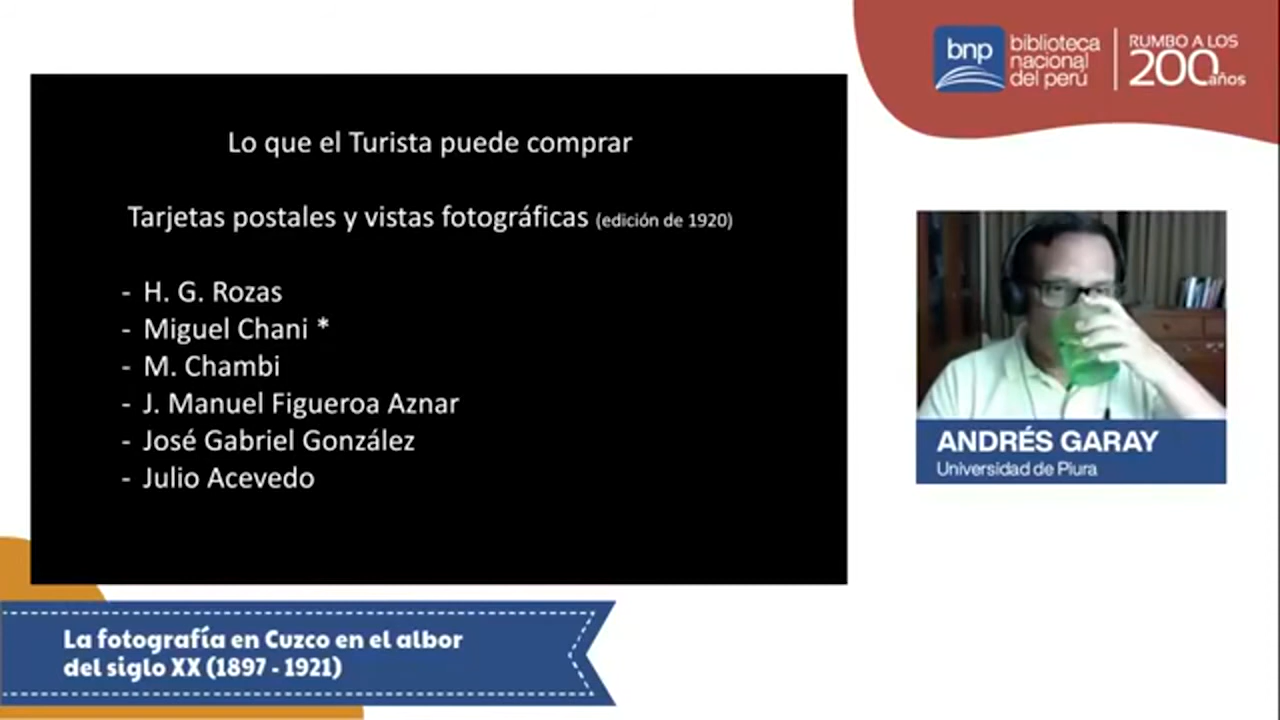 Lo que el Turista puede comprar
Tarjetas postales y vistas fotográficas (edición de 1920)
- H. G. Rozas
- Miguel Chani *
- M. Chambi
- J. Manuel Figueroa Aznar
- José Gabriel González
- Julio Acevedo
bnp
biblioteca
nacional
del perú
RUMBO A LOS
200 años
ANDRÉS GARAY
Universidad de Piura
La fotografía en Cuzco en el albor
del siglo XX (1897 - 1921)